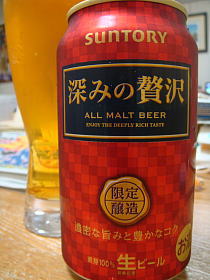 SUNTORY
深みの贅沢
ALL MALT BEER
ENJOY THE DEEPLY RICH TASTE
限定
醸造
濃密な旨みと豊かなコク
麦芽100%
生ビール
お